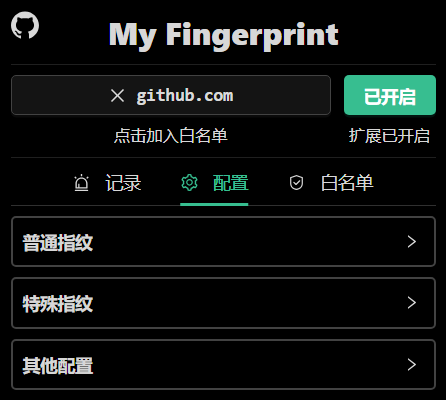 My Fingerprint
github.com
已开启
点击加入白名单
扩展已开启
记录
配置
白名单
普通指纹
特殊指纹
其他配置